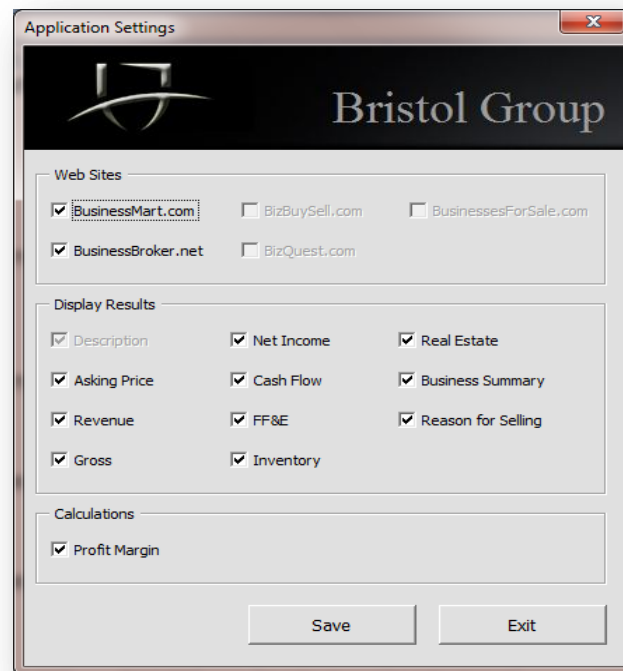 Application Settings
Bristol Group
Web Sites
BusinessMart.com BizBuySell.com BusinessesForSale.com
BusinessBroker.net BizQuest.com
Display Results
Description Net Income Real Estate
Asking Price Cash Flow Business Summary
Revenue FF&E Reason for Selling
Gross Inventory
Calculations
Profit Margin
Save Exit